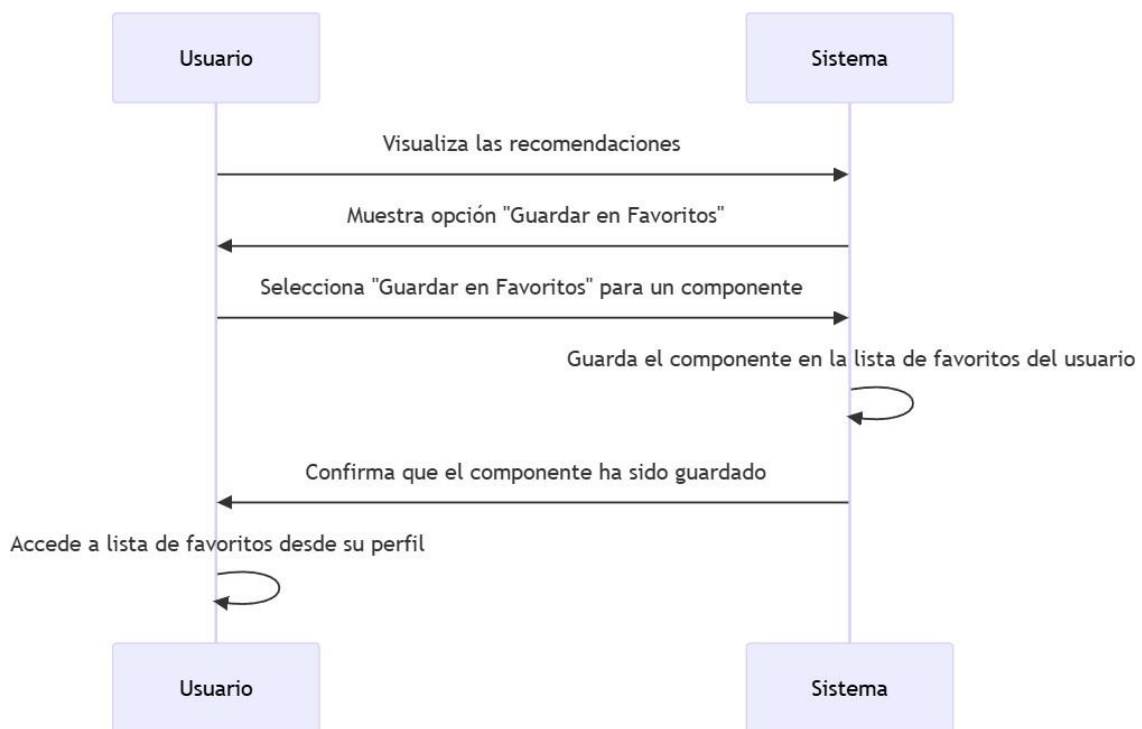 Usuario
Sistema
Visualiza las recomendaciones
Muestra opción "Guardar en Favoritos"
Selecciona "Guardar en Favoritos" para un componente
Guarda el componente en la lista de favoritos del usuario
Confirma que el componente ha sido guardado
Accede a lista de favoritos desde su perfil
Usuario
Sistema